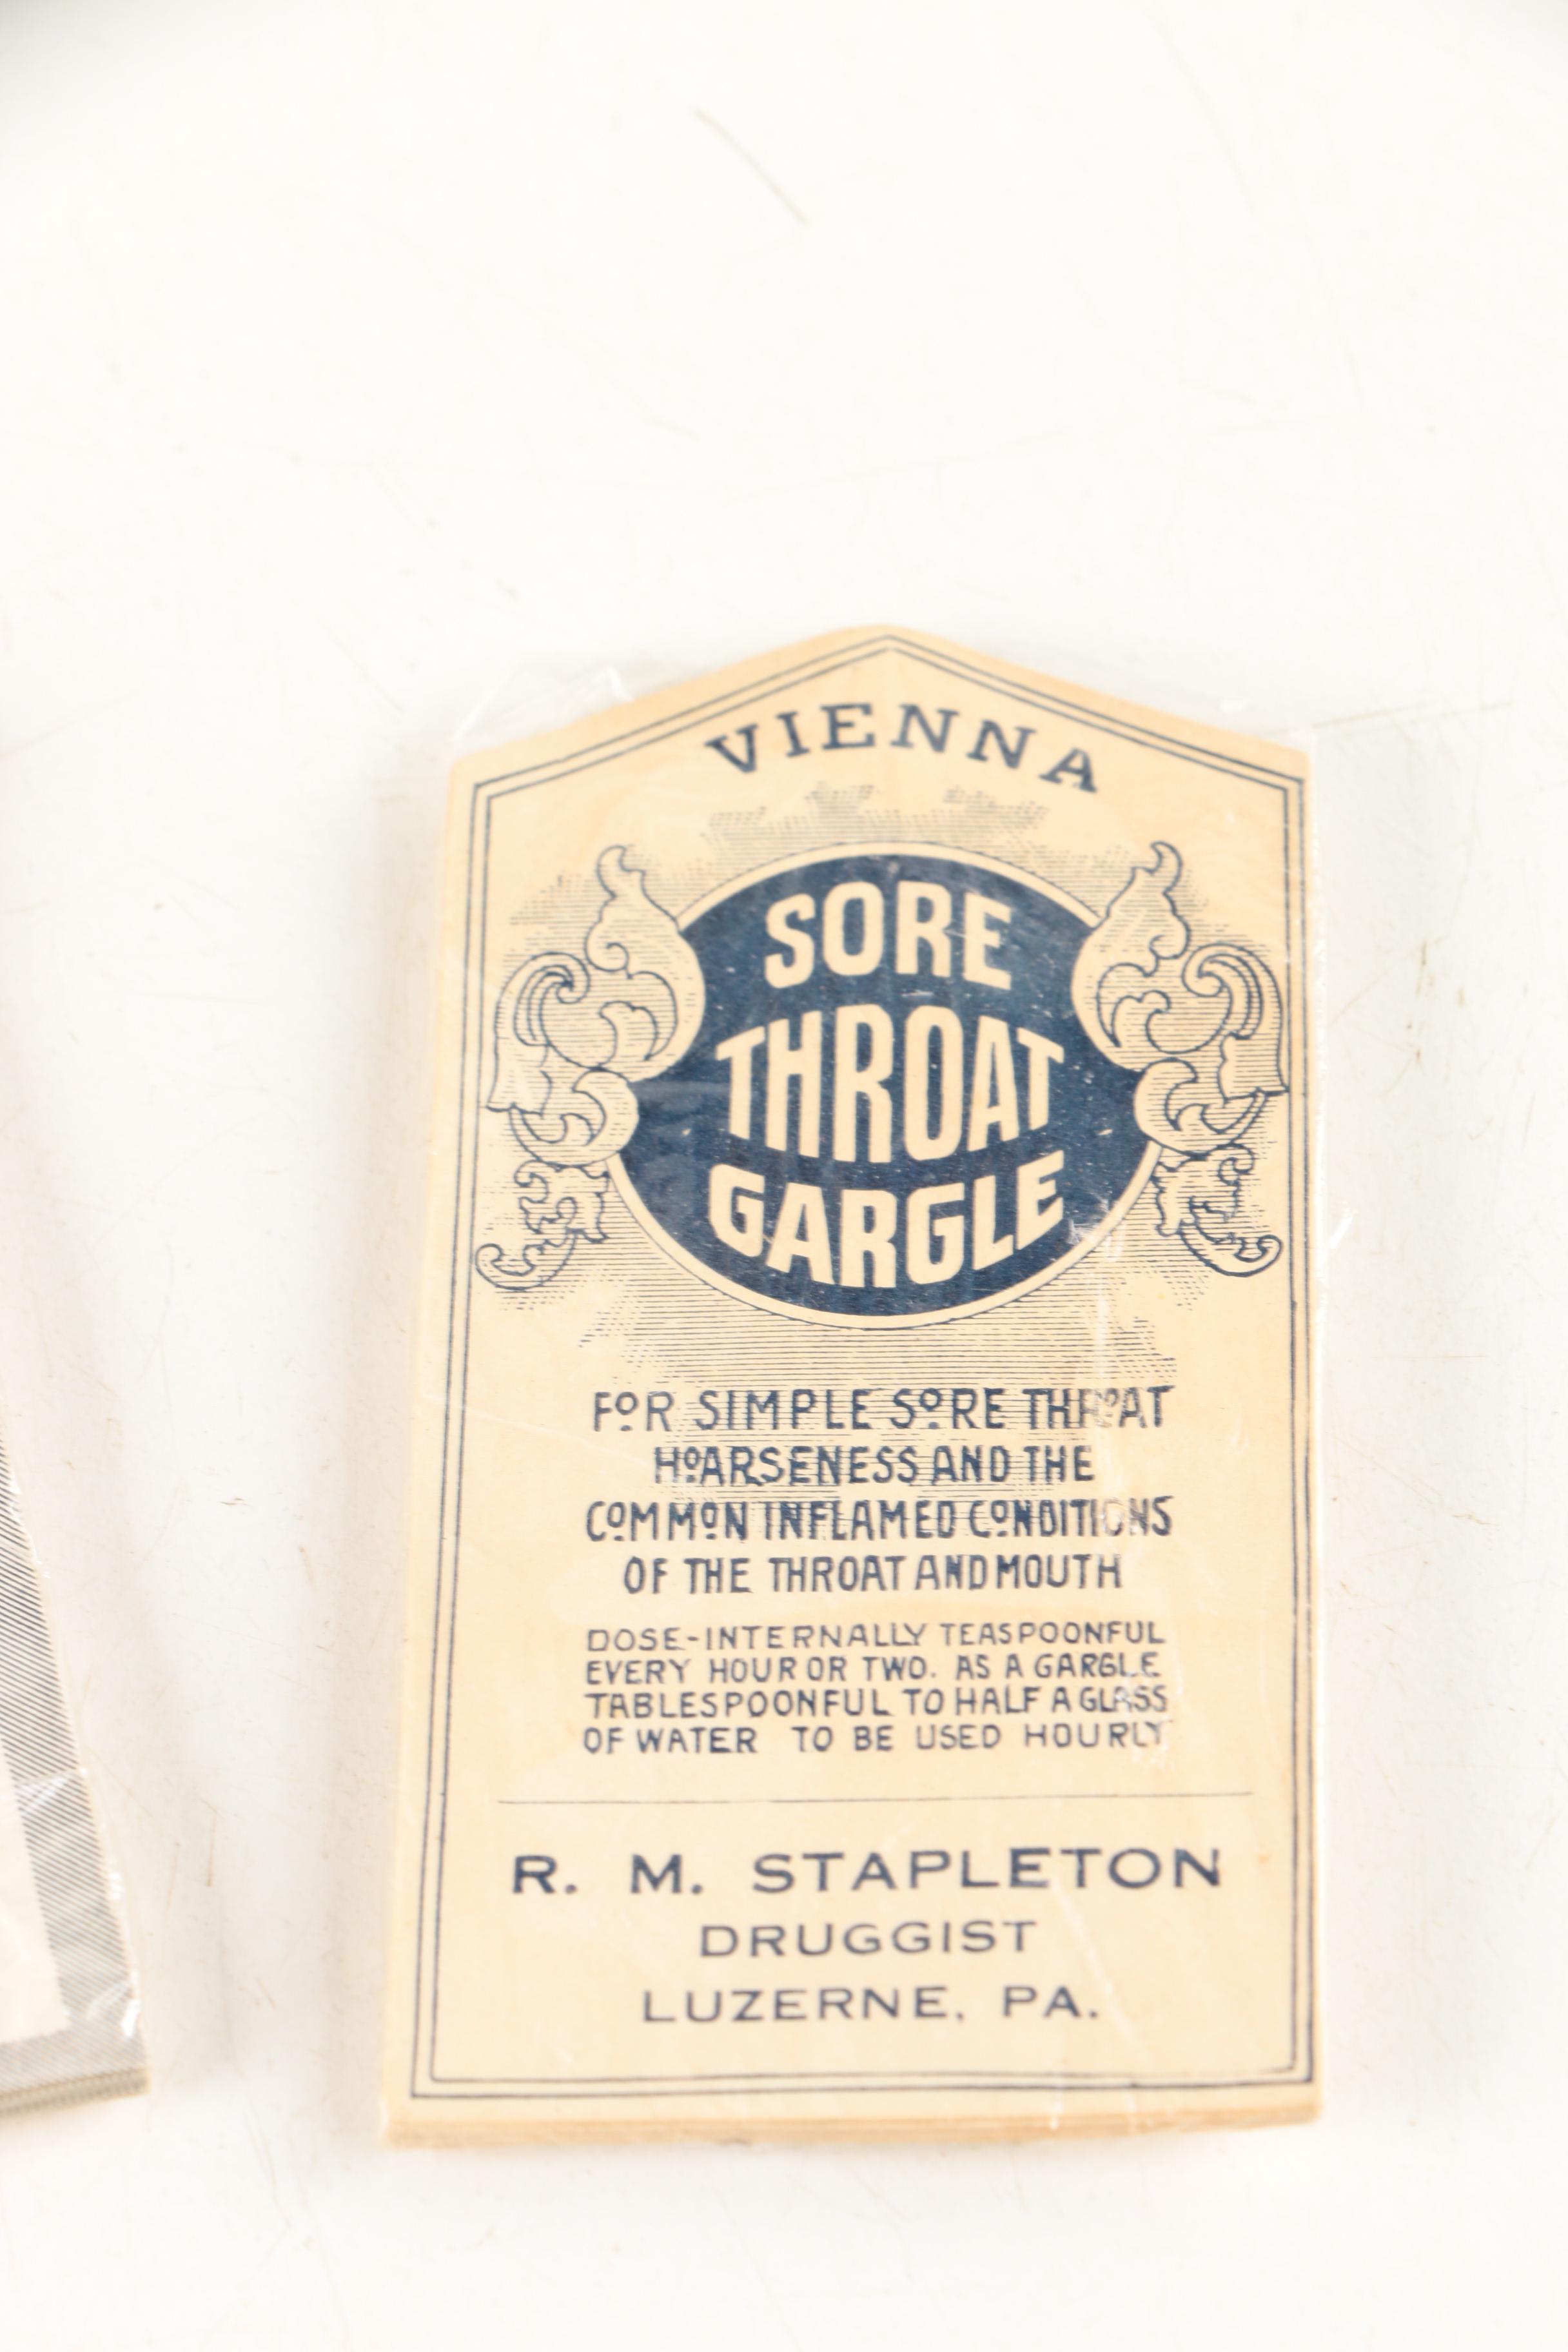 VIENNA
SORE
THROAT
GARGLE
FOR SIMPLE SORE THROAT
HOARSENESS AND THE
COMMON INFLAMED CONDITIONS
OF THE THROAT AND MOUTH
DOSE-INTERNALLY TEASPOONFUL
EVERY HOUR OR TWO. AS A GARGLE
TABLESPOONFUL TO HALF A GLASS
OF WATER TO BE USED HOURLY
R. M. STAPLETON
DRUGGIST
LUZERNE, PA.